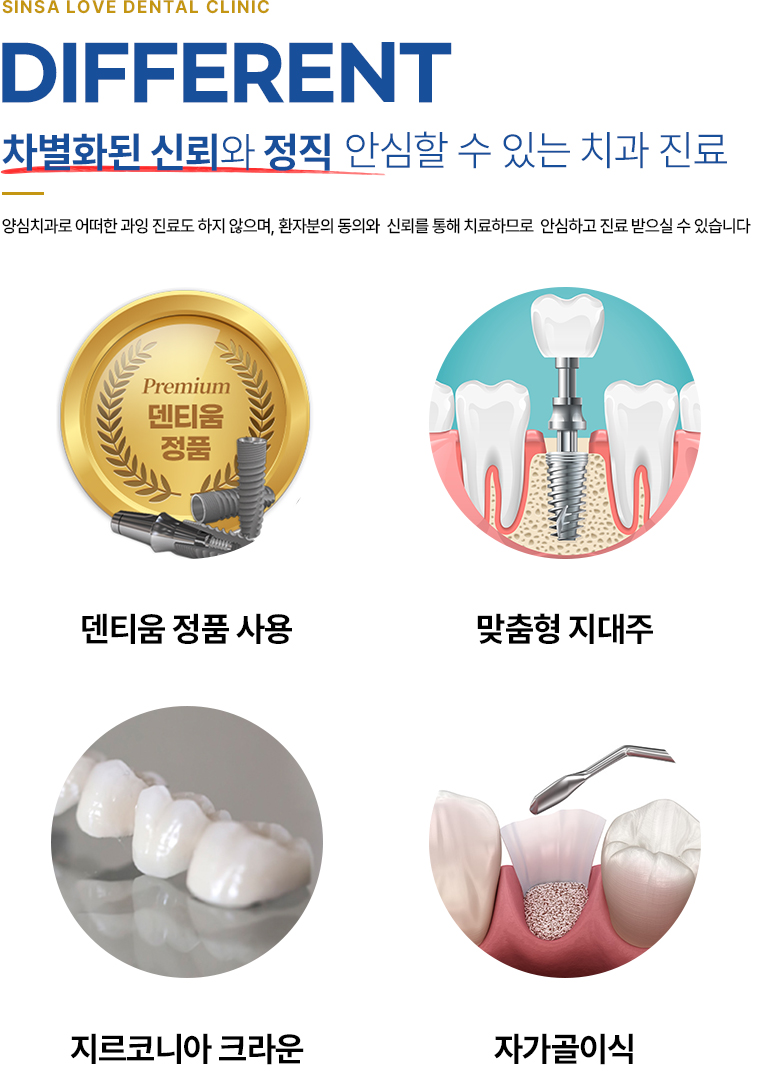 SINSA LOVE DENTAL CLINIC
DIFFERENT
차별화된 신뢰와 정직 안심할 수 있는 치과 진료
양심치과로 어떠한 과잉 진료도 하지 않으며, 환자분의 동의와 신뢰를 통해 치료하므로 안심하고 진료 받으실 수 있습니다
Premium
덴티움
정품
덴티움 정품 사용
맞춤형 지대주
지르코니아 크라운
자가골이식